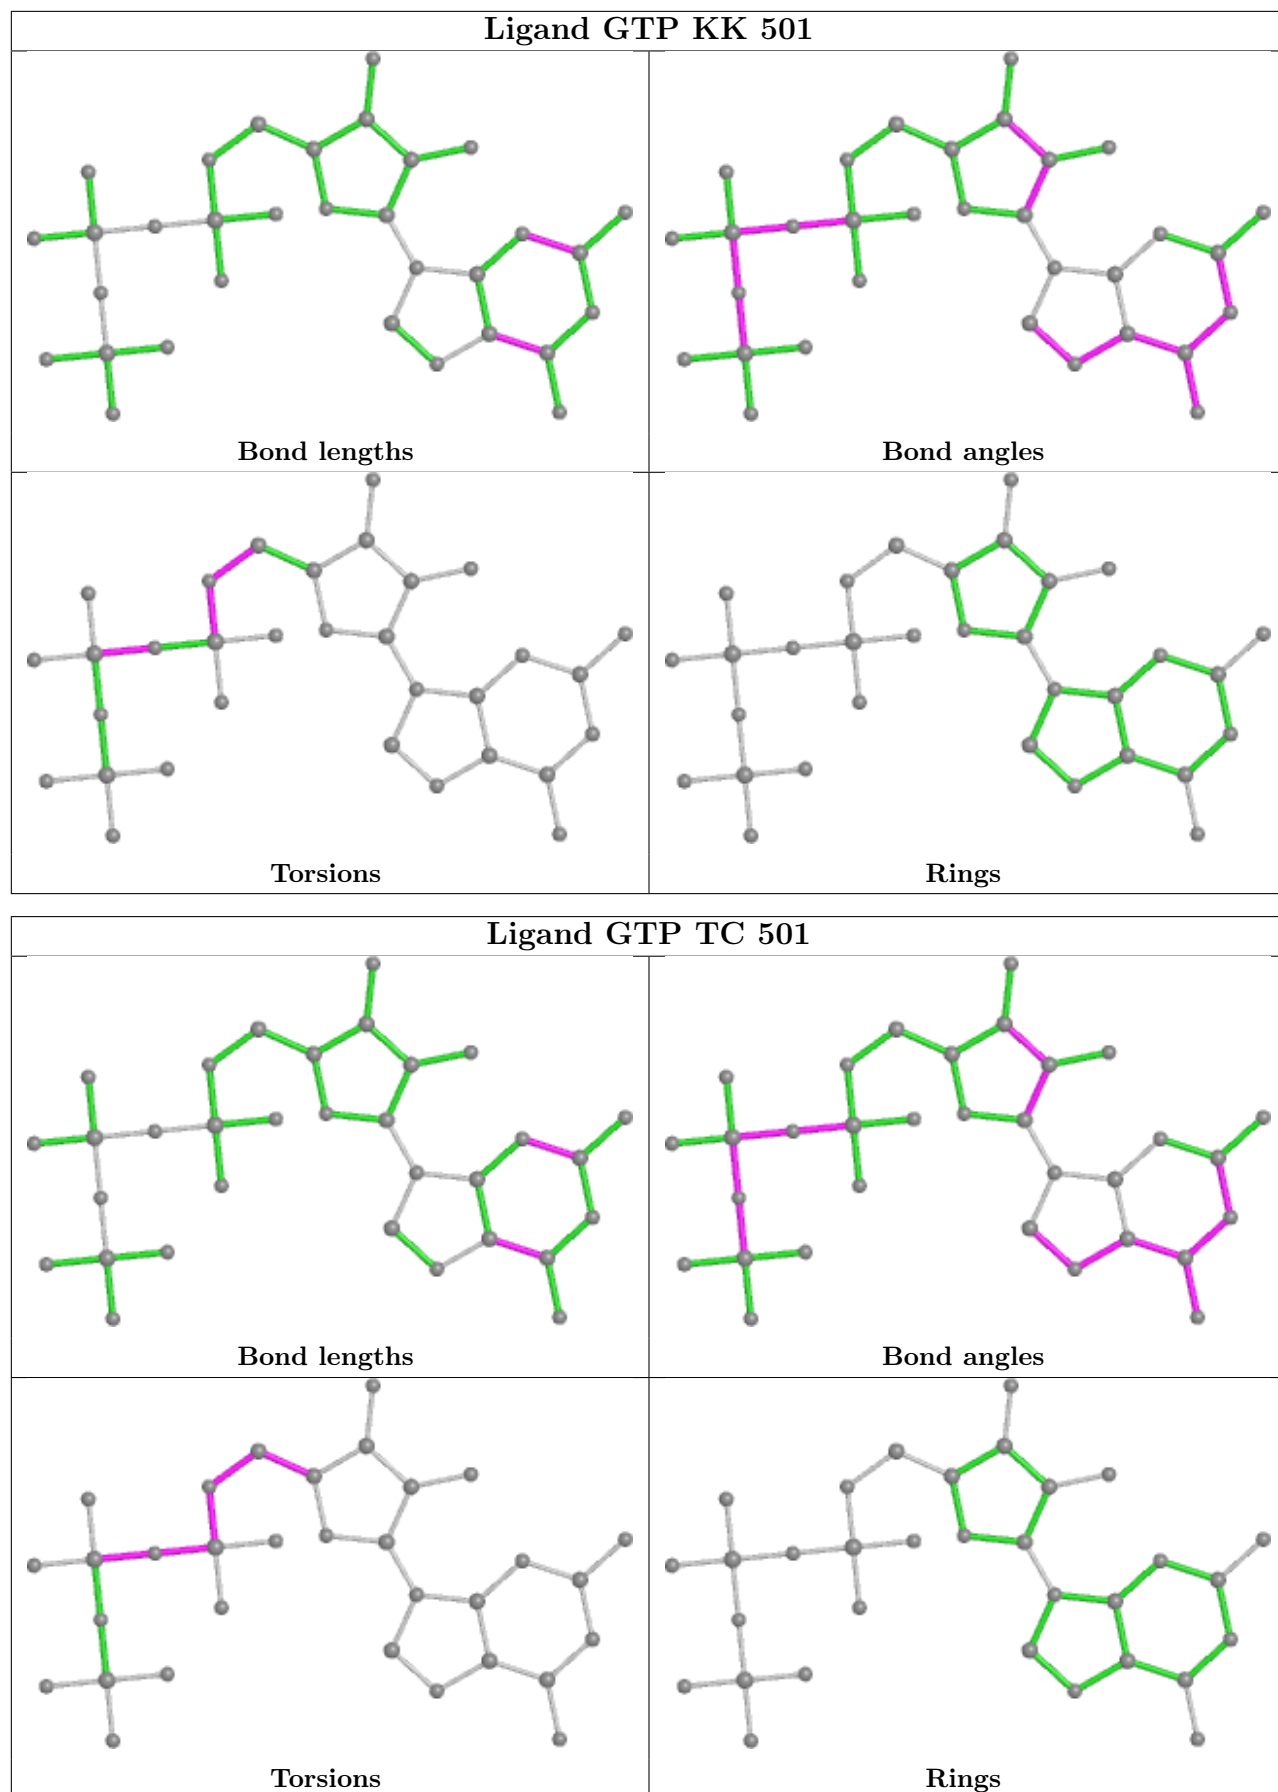 Ligand GTP KK 501
Bond lengths
Bond angles
Torsions
Rings
Ligand GTP TC 501
Bond lengths
Bond angles
Torsions
Rings